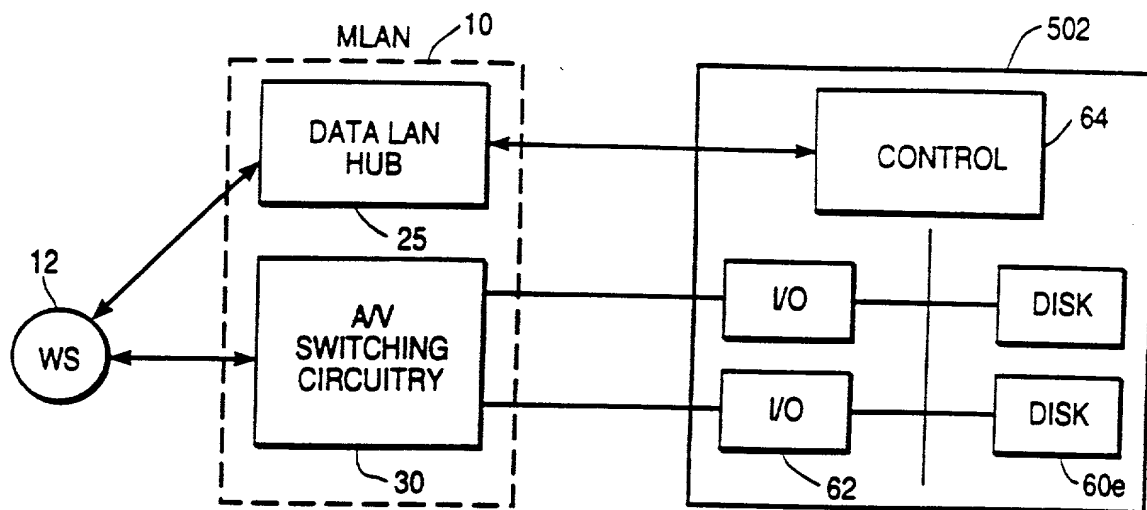 MLAN
10
502
DATA LAN
HUB
25
CONTROL
64
12
WS
A/V
SWITCHING
CIRCUITRY
30
I/O
DISK
I/O
62
DISK
60e